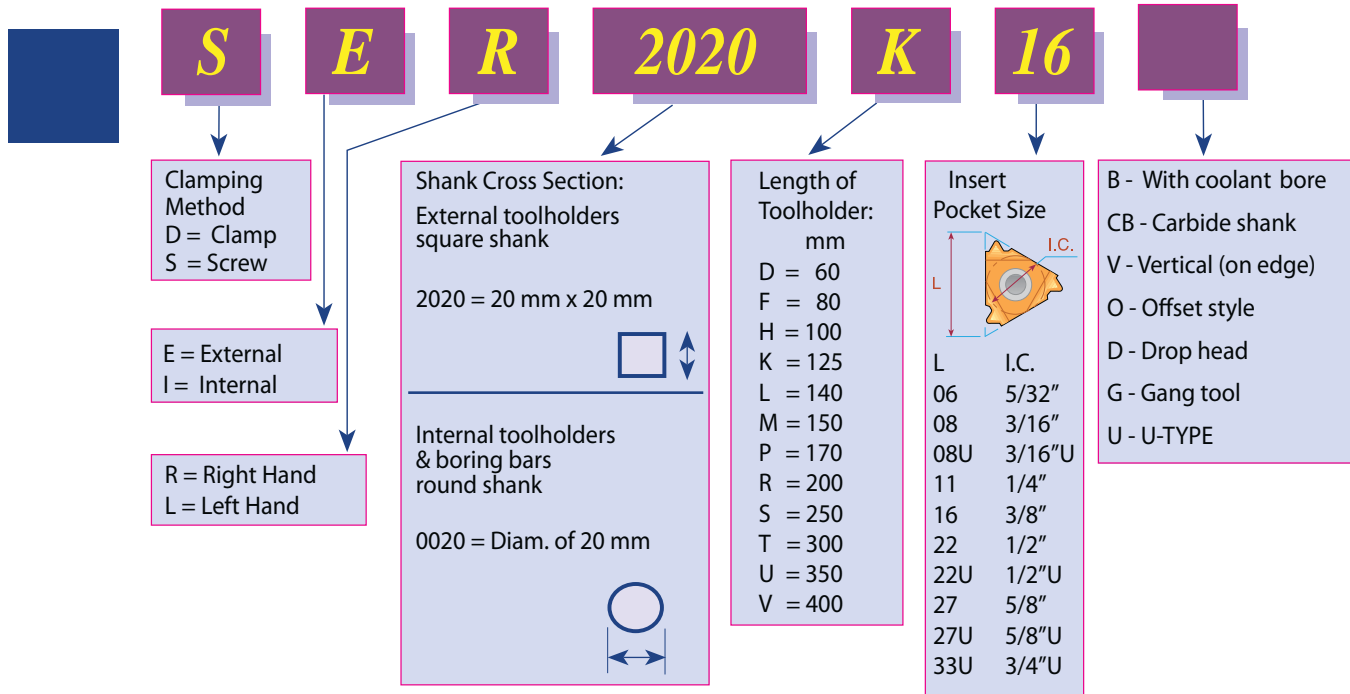 S E R 2020 K 16
Clamping
Method
D = Clamp
S = Screw
E = External
I = Internal
R = Right Hand
L = Left Hand
Shank Cross Section:
External toolholders
square shank
2020 = 20 mm x 20 mm
Internal toolholders
& boring bars
round shank
0020 = Diam. of 20 mm
Length of
Toolholder:
mm
D = 60
F = 80
H = 100
K = 125
L = 140
M = 150
P = 170
R = 200
S = 250
T = 300
U = 350
V = 400
Insert
Pocket Size
I.C.
L
L I.C.
06 5/32”
08 3/16”
08U 3/16”U
11 1/4”
16 3/8”
22 1/2”
22U 1/2”U
27 5/8”
27U 5/8”U
33U 3/4”U
B - With coolant bore
CB - Carbide shank
V - Vertical (on edge)
O - Offset style
D - Drop head
G - Gang tool
U - U-TYPE